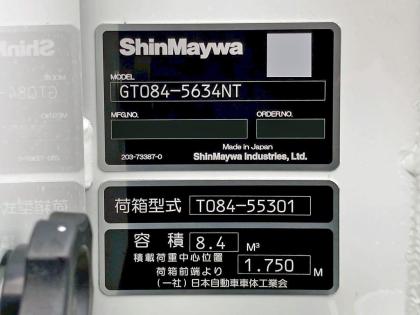 ShinMaywa
MODEL
GT084-5634NT
MFG.NO.
ORDER.NO.
Made in Japan
203-73387-0
ShinMaywa Industries, Ltd.
荷箱型式 T084-55301
容積 8.4 M³
積載荷重中心位置
荷箱前端より 1.750 M
(一社)日本自動車車体工業会